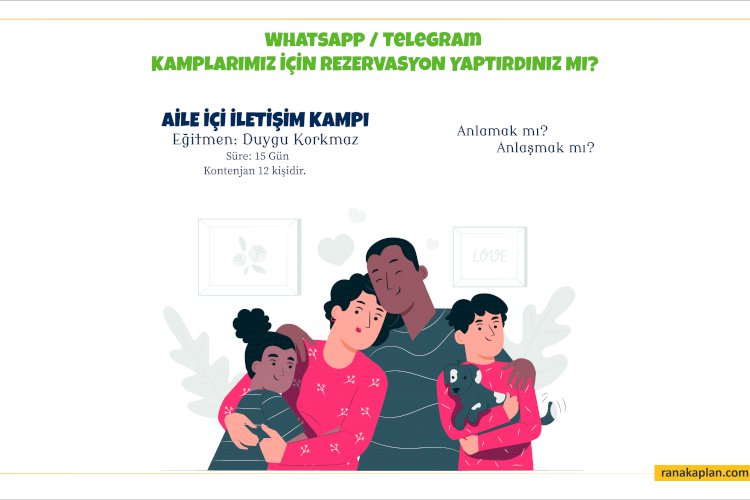 WHATSAPP / TELEGRAM
KAMPLARIMIZ İÇİN REZERVASYON YAPTIRDINIZ MI?
AİLE İÇİ İLETİŞİM KAMPI
Eğitmen: Duygu Korkmaz
Süre: 15 Gün
Kontenjan 12 kişidir.
Anlamak mı?
Anlaşmak mı?
LOVE
ranakaplan.com